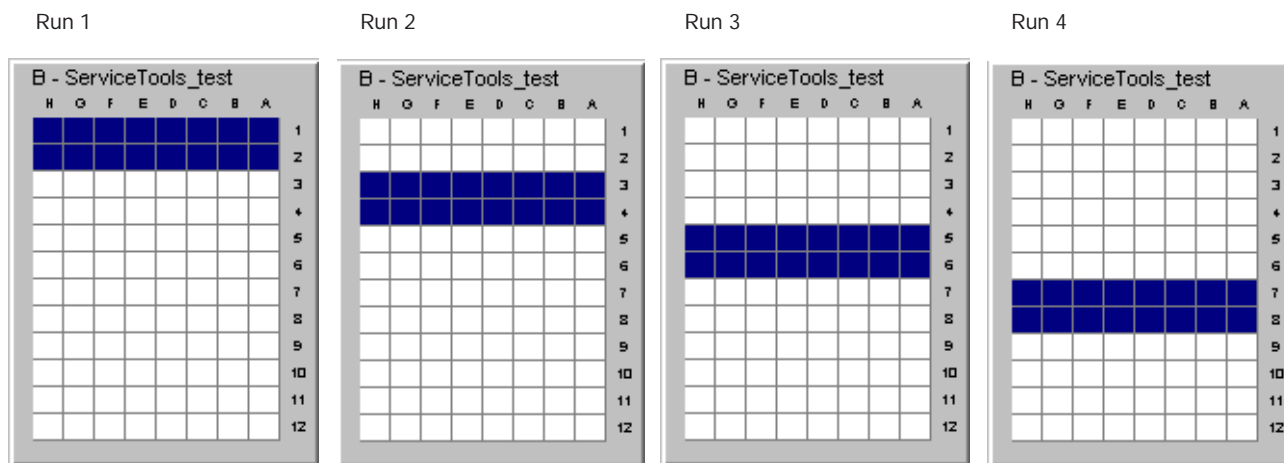 Run 1 Run 2 Run 3 Run 4
B - ServiceTools_test B - ServiceTools_test B - ServiceTools_test B - ServiceTools_test
H G F E D C B A H G F E D C B A H G F E D C B A H G F E D C B A
1 1 1 1
2 2 2 2
3 3 3 3
4 4 4 4
5 5 5 5
6 6 6 6
7 7 7 7
8 8 8 8
9 9 9 9
10 10 10 10
11 11 11 11
12 12 12 12